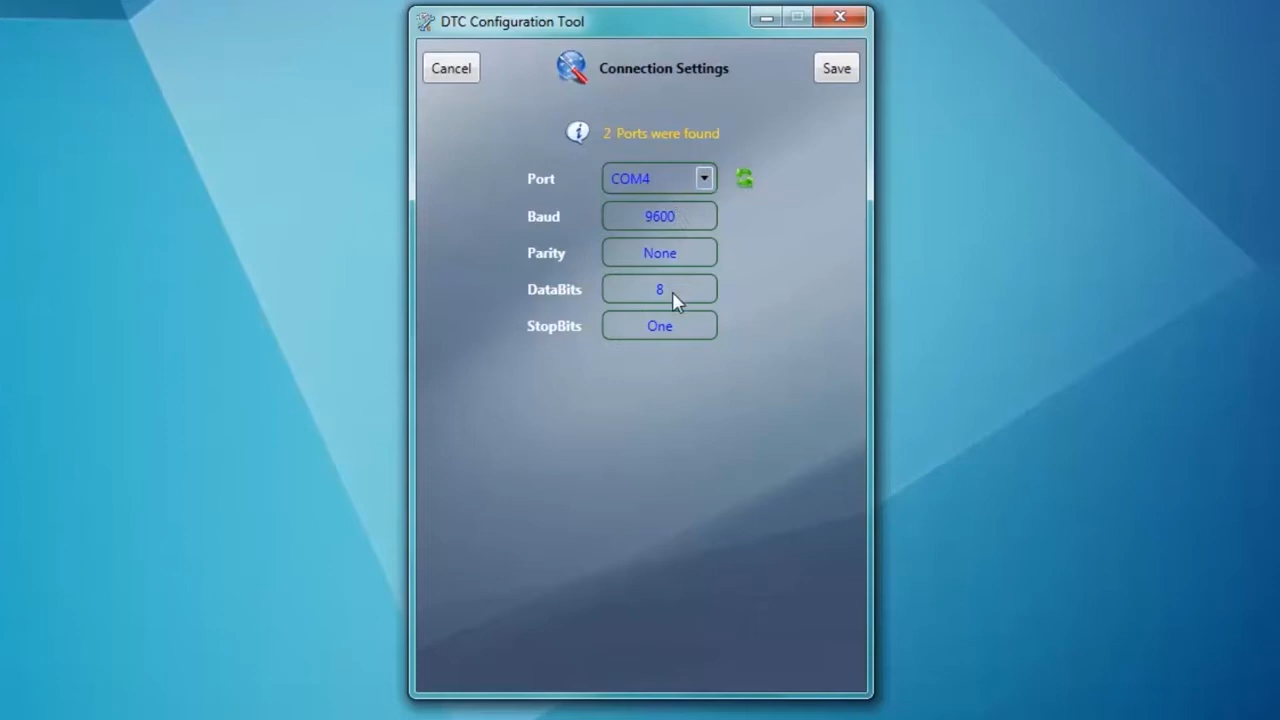 DTC Configuration Tool
Cancel
Connection Settings
Save
2 Ports were found
Port COM4
Baud 9600
Parity None
DataBits 8
StopBits One